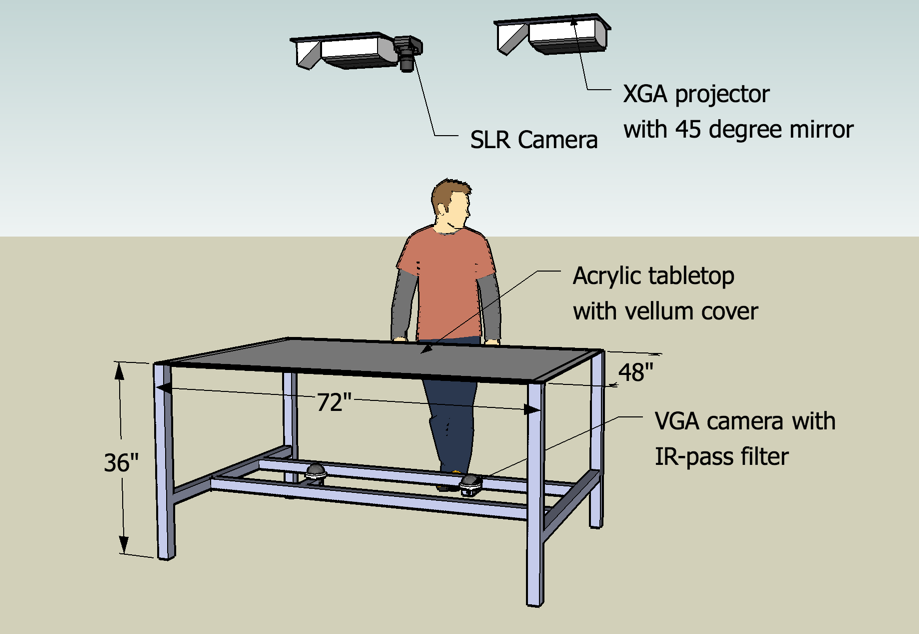 XGA projector
with 45 degree mirror
SLR Camera
Acrylic tabletop
with vellum cover
48"
72"
VGA camera with
IR-pass filter
36"